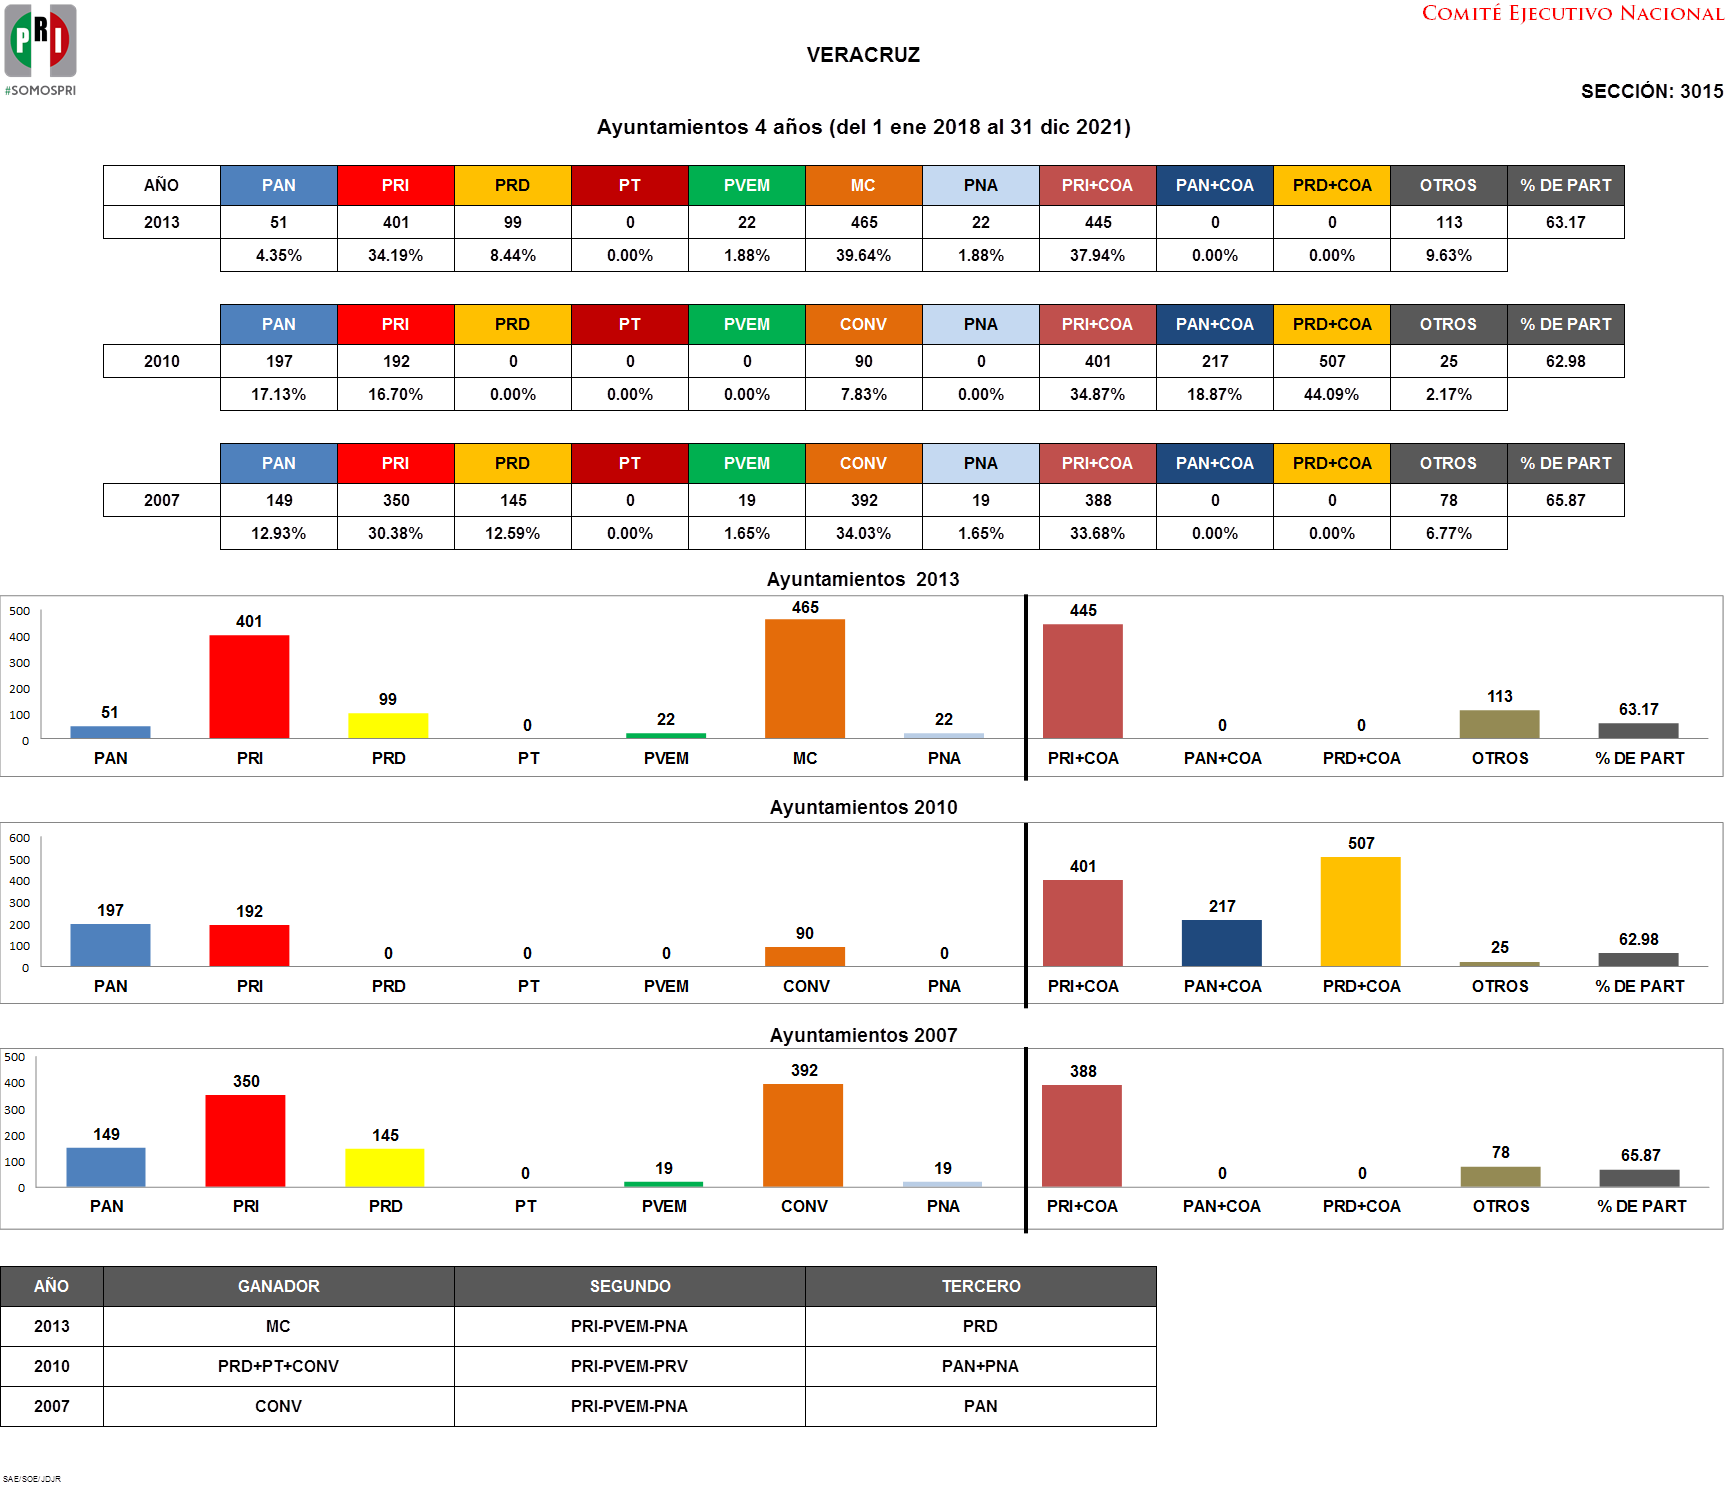 PRI
#SOMOSPRI
COMITÉ EJECUTIVO NACIONAL
VERACRUZ
SECCIÓN: 3015
Ayuntamientos 4 años (del 1 ene 2018 al 31 dic 2021)
AÑO PAN PRI PRD PT PVEM MC PNA PRI+COA PAN+COA PRD+COA OTROS % DE PART
2013 51 401 99 0 22 465 22 445 0 0 113 63.17
4.35% 34.19% 8.44% 0.00% 1.88% 39.64% 1.88% 37.94% 0.00% 0.00% 9.63%
PAN PRI PRD PT PVEM CONV PNA PRI+COA PAN+COA PRD+COA OTROS % DE PART
2010 197 192 0 0 0 90 0 401 217 507 25 62.98
17.13% 16.70% 0.00% 0.00% 0.00% 7.83% 0.00% 34.87% 18.87% 44.09% 2.17%
PAN PRI PRD PT PVEM CONV PNA PRI+COA PAN+COA PRD+COA OTROS % DE PART
2007 149 350 145 0 19 392 19 388 0 0 78 65.87
12.93% 30.38% 12.59% 0.00% 1.65% 34.03% 1.65% 33.68% 0.00% 0.00% 6.77%
Ayuntamientos 2013
500
400
300
200
100
0
51 401 99 0 22 465 22 445 0 0 113 63.17
PAN PRI PRD PT PVEM MC PNA PRI+COA PAN+COA PRD+COA OTROS % DE PART
Ayuntamientos 2010
600
500
400
300
200
100
0
197 192 0 0 0 90 0 401 217 507 25 62.98
PAN PRI PRD PT PVEM CONV PNA PRI+COA PAN+COA PRD+COA OTROS % DE PART
Ayuntamientos 2007
500
400
300
200
100
0
149 350 145 0 19 392 19 388 0 0 78 65.87
PAN PRI PRD PT PVEM CONV PNA PRI+COA PAN+COA PRD+COA OTROS % DE PART
AÑO GANADOR SEGUNDO TERCERO
2013 MC PRI-PVEM-PNA PRD
2010 PRD+PT+CONV PRI-PVEM-PRV PAN+PNA
2007 CONV PRI-PVEM-PNA PAN
SAE/SOE/JDJR